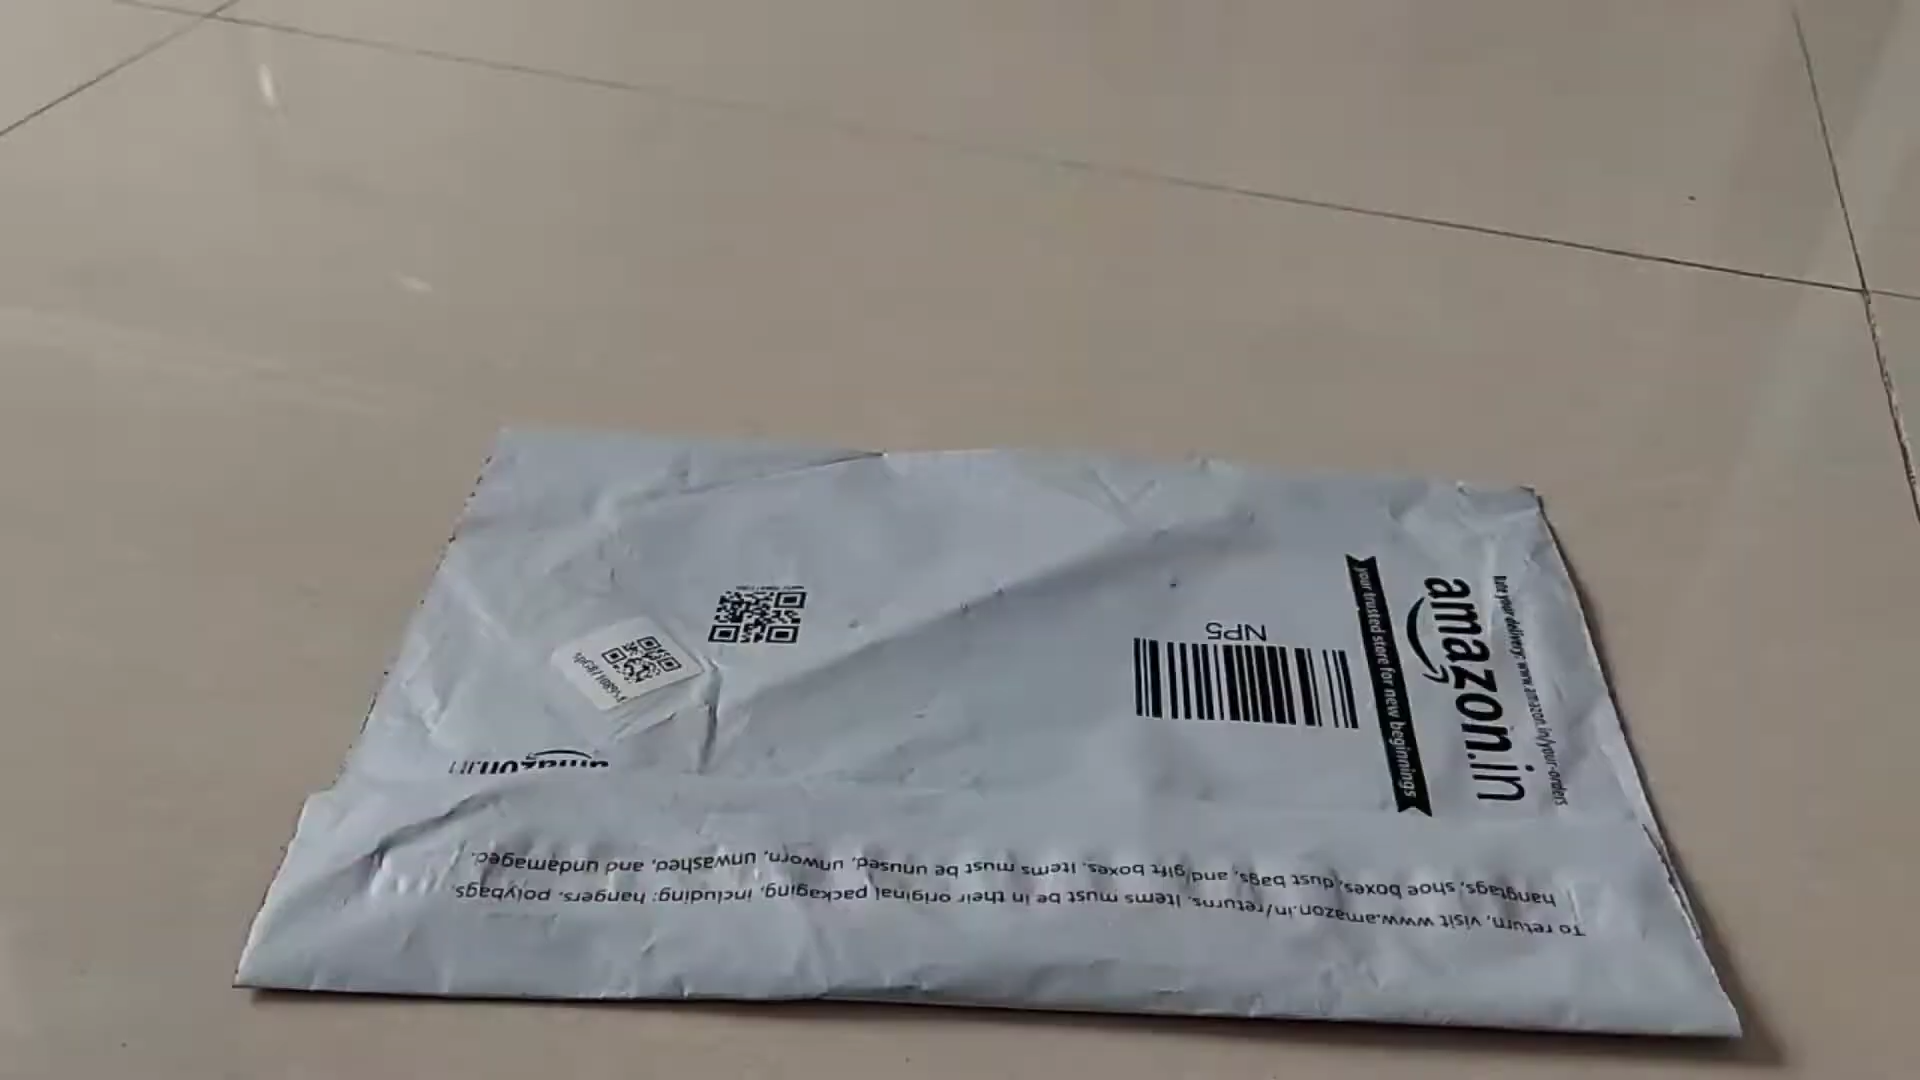 To return, visit www.amazon.in/returns. Items must be in their original packaging, including: hangers, polybags,
hangtags, shoe boxes, dust bags, and gift boxes. Items must be unused, unworn, unwashed, and undamaged.
amazon.in
NP5
your trusted store for new beginnings
amazon.in
Rate your delivery: www.amazon.in/your-orders